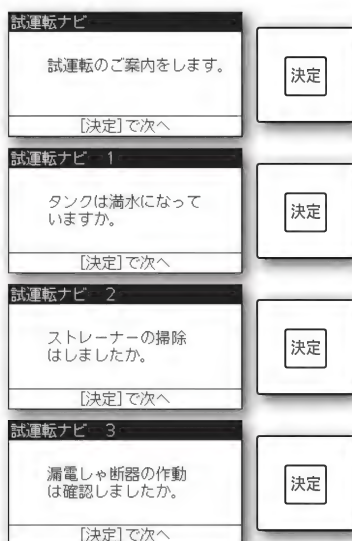 試運転ナビ
試運転のご案内をします。
決定
[決定]で次へ
試運転ナビ 1
タンクは満水になって
いますか。
決定
[決定]で次へ
試運転ナビ 2
ストレーナーの掃除
はしましたか。
決定
[決定]で次へ
試運転ナビ 3
漏電しゃ断器の作動
は確認しましたか。
決定
[決定]で次へ